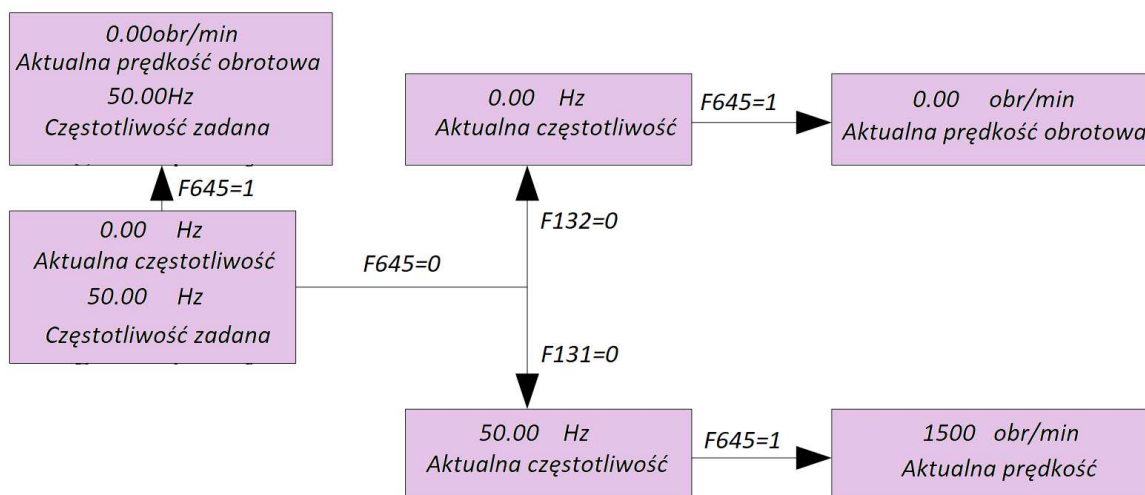 0.00obr/min
Aktualna prędkość obrotowa
50.00Hz
Częstotliwość zadana
F645=1
0.00 Hz
Aktualna częstotliwość
50.00 Hz
Częstotliwość zadana
F645=0
0.00 Hz
Aktualna częstotliwość
F645=1
0.00 obr/min
Aktualna prędkość obrotowa
F132=0
F131=0
50.00 Hz
Aktualna częstotliwość
F645=1
1500 obr/min
Aktualna prędkość